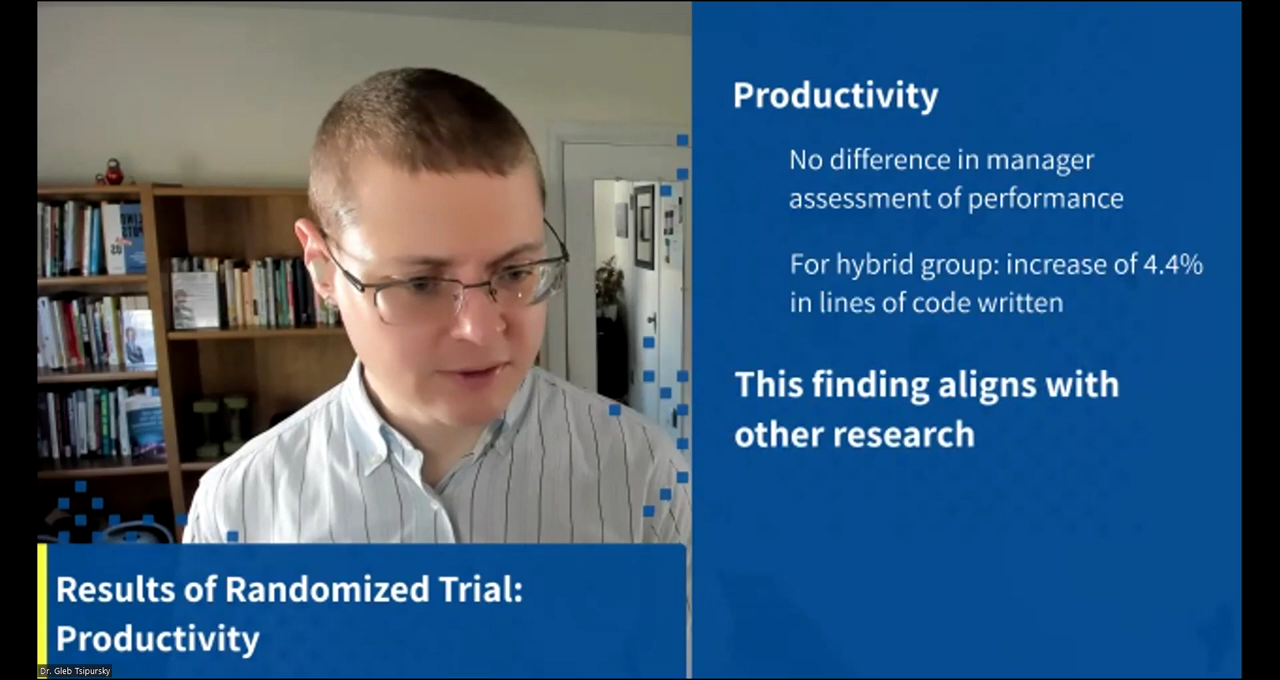 Productivity
No difference in manager
assessment of performance
For hybrid group: increase of 4.4%
in lines of code written
This finding aligns with
other research
Results of Randomized Trial:
Productivity
Dr. Gleb Tsipursky